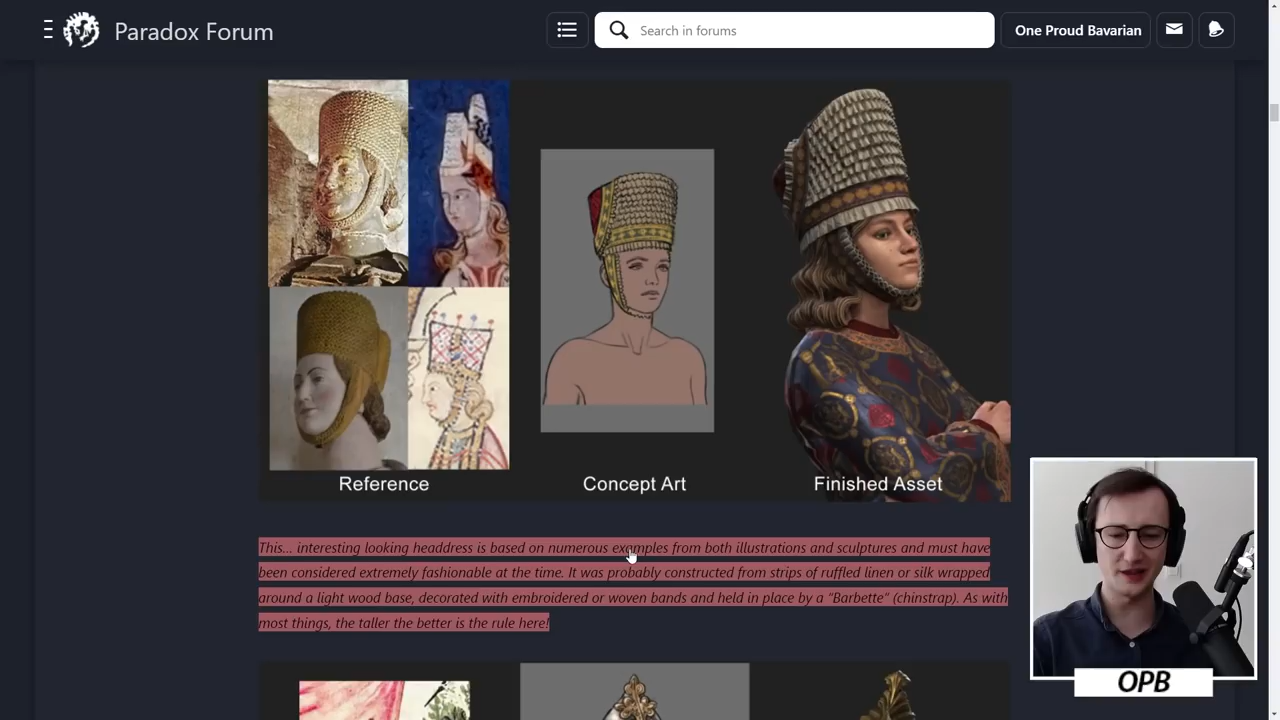 Paradox Forum
Search in forums
One Proud Bavarian
Reference
Concept Art
Finished Asset
This... interesting looking headdress is based on numerous examples from both illustrations and sculptures and must have
been considered extremely fashionable at the time. It was probably constructed from strips of ruffled linen or silk wrapped
around a light wood base, decorated with embroidered or woven bands and held in place by a “Barbette” (chinstrap). As with
most things, the taller the better is the rule here!
OPB